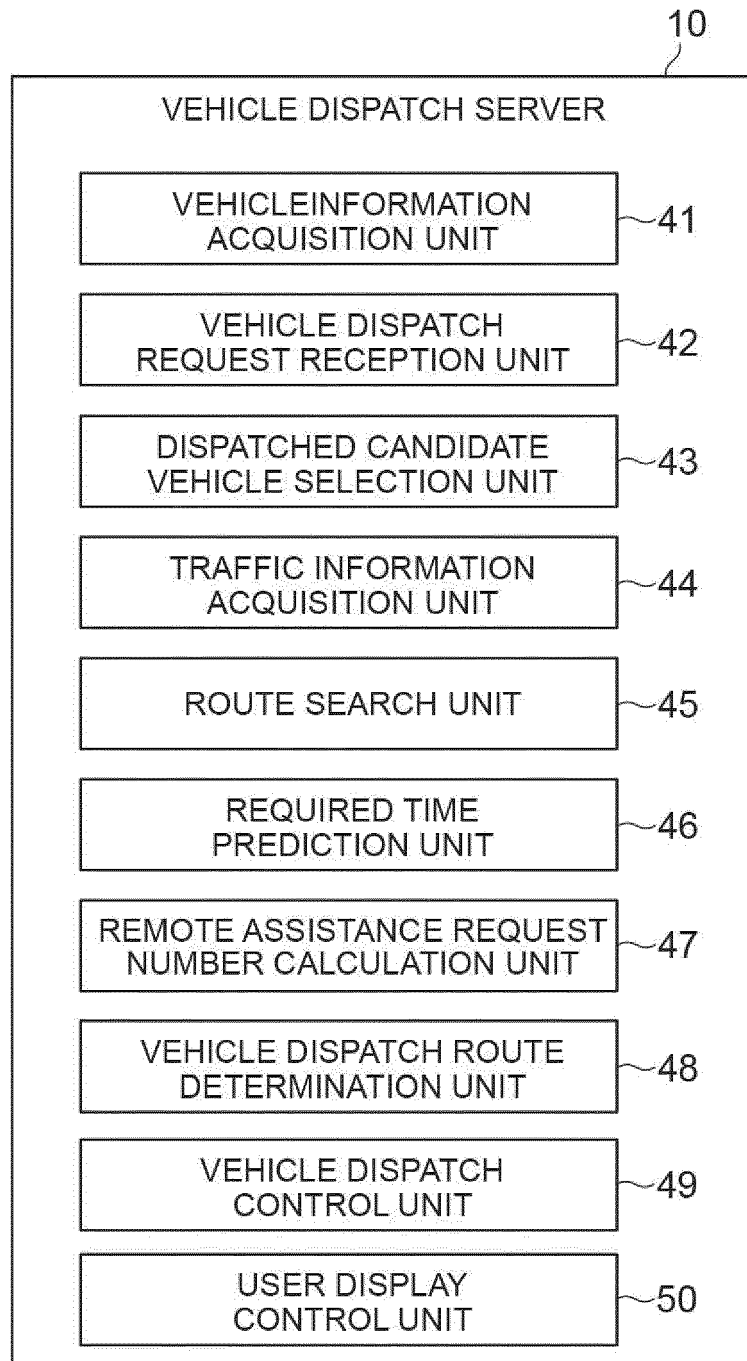 10
VEHICLE DISPATCH SERVER
VEHICLEINFORMATION
ACQUISITION UNIT
41
VEHICLE DISPATCH
REQUEST RECEPTION UNIT
42
DISPATCHED CANDIDATE
VEHICLE SELECTION UNIT
43
TRAFFIC INFORMATION
ACQUISITION UNIT
44
ROUTE SEARCH UNIT
45
REQUIRED TIME
PREDICTION UNIT
46
REMOTE ASSISTANCE REQUEST
NUMBER CALCULATION UNIT
47
VEHICLE DISPATCH ROUTE
DETERMINATION UNIT
48
VEHICLE DISPATCH
CONTROL UNIT
49
USER DISPLAY
CONTROL UNIT
50